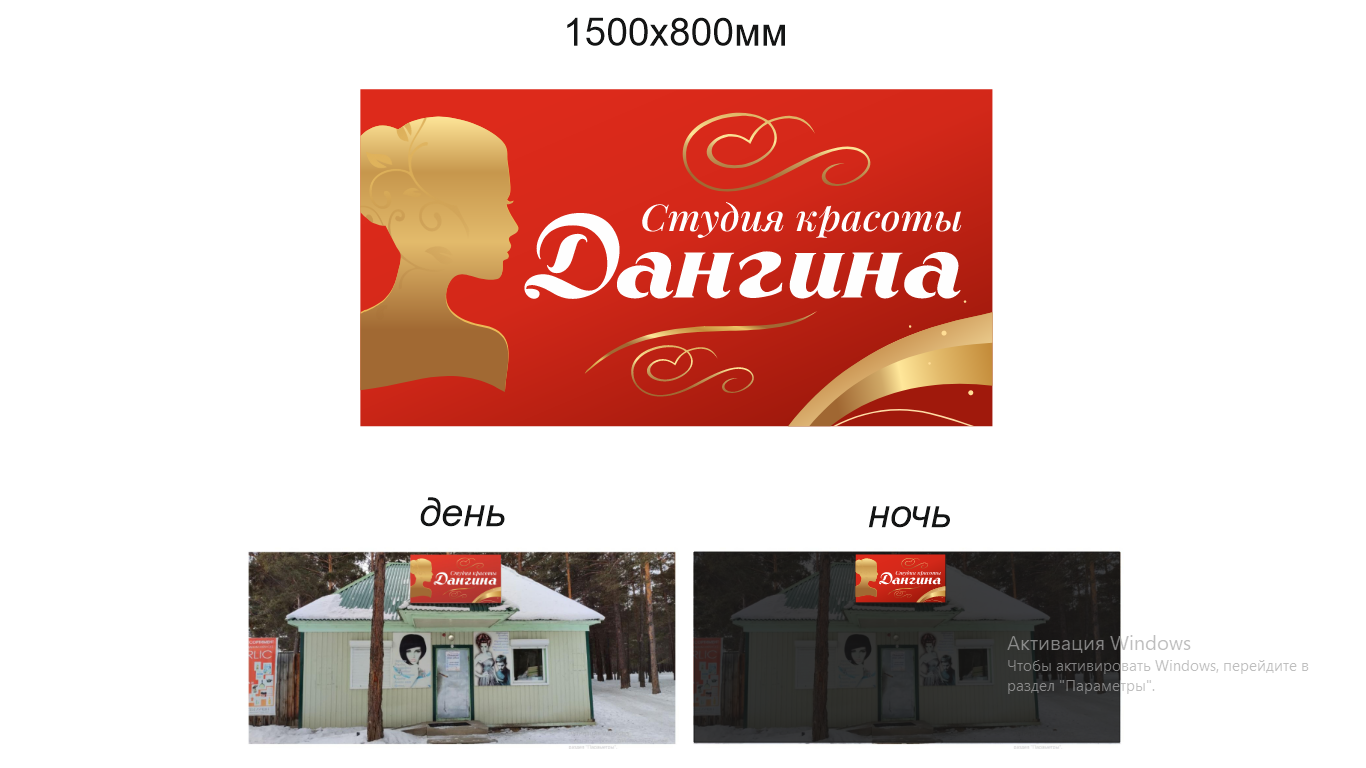 1500х800мм
Студия красоты
Дангина
день
ночь
Студия красоты
Дангина
Студия красоты
Дангина
RLIC
Активация Windows
Чтобы активировать Windows, перейдите в
раздел "Параметры".